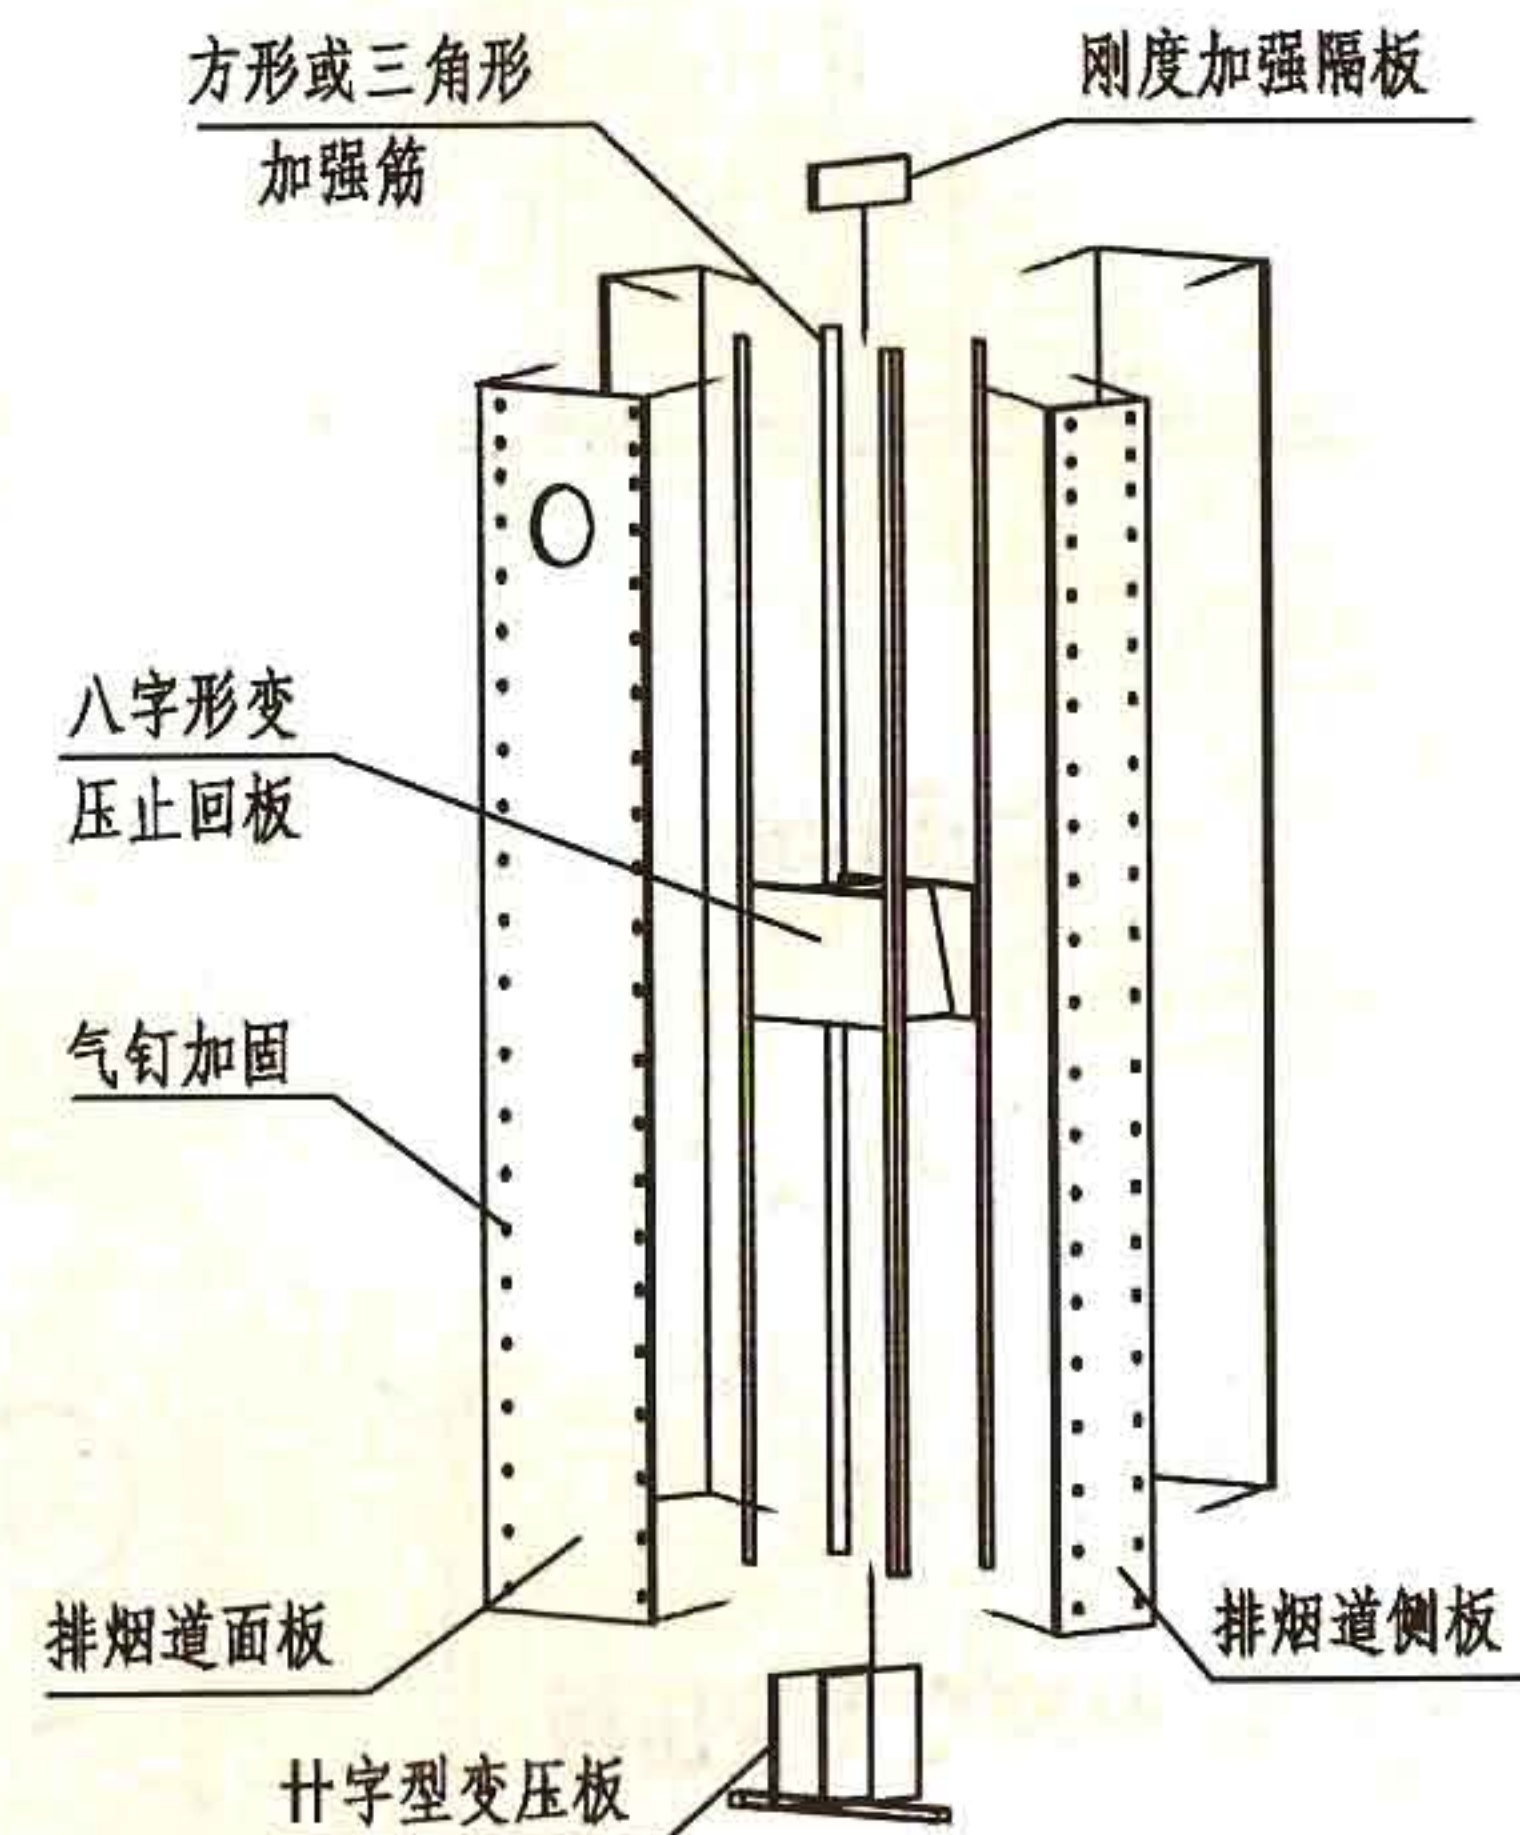 方形或三角形
加强筋
刚度加强隔板
八字形变
压止回板
气钉加固
排烟道面板
排烟道侧板
廿字型变压板